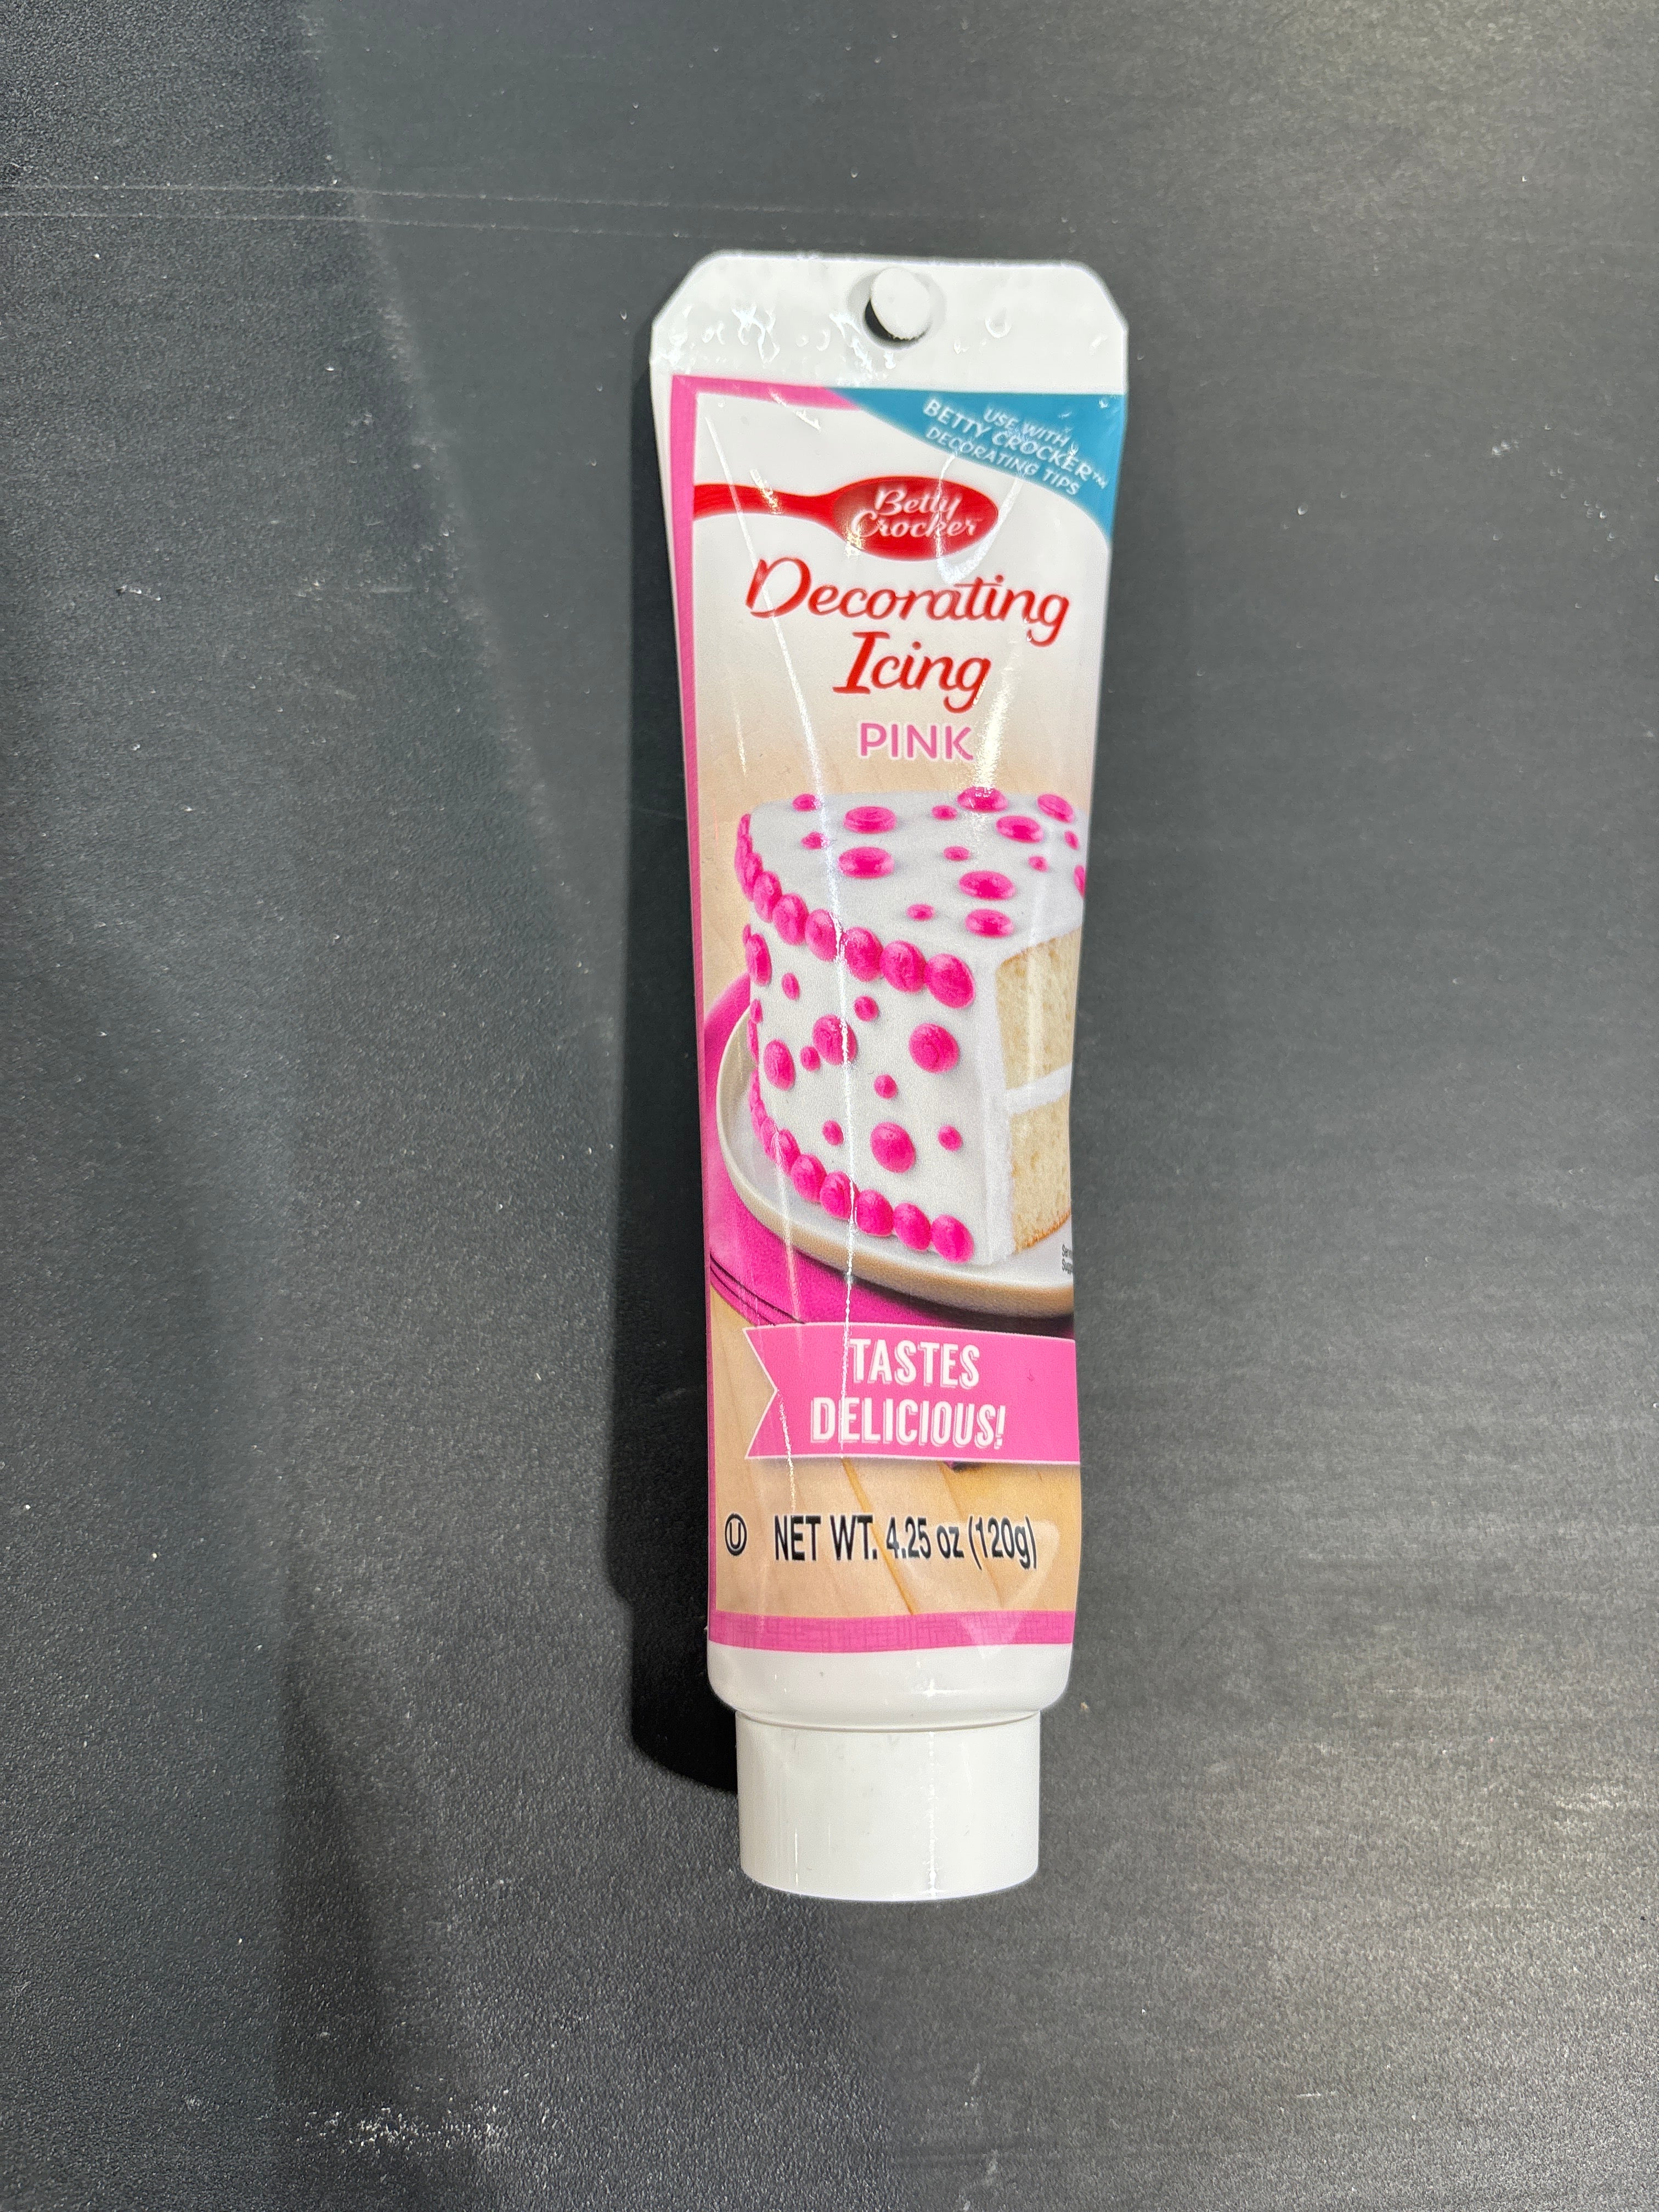 USE WITH
BETTY CROCKER™
DECORATING TIPS
Betty
Crocker
Decorating
Icing
PINK
TASTES
DELICIOUS!
U NET WT. 4.25 oz (120g)